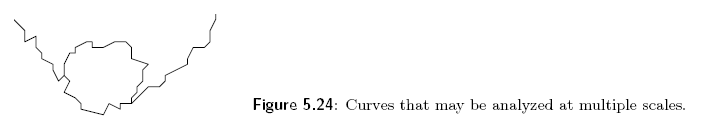 Figure 5.24: Curves that may be analyzed at multiple scales.